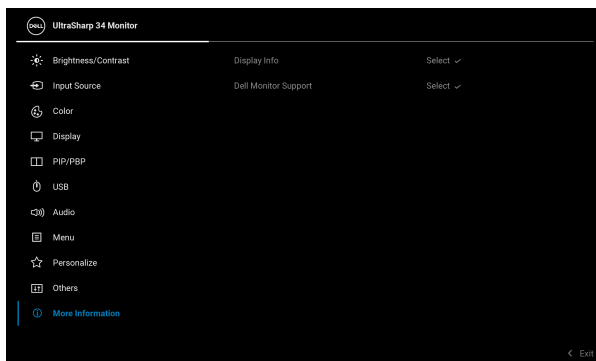 DELL UltraSharp 34 Monitor
Brightness/Contrast Display Info Select
Input Source Dell Monitor Support Select
Color
Display
PIP/PBP
USB
Audio
Menu
Personalize
Others
More Information
Exit